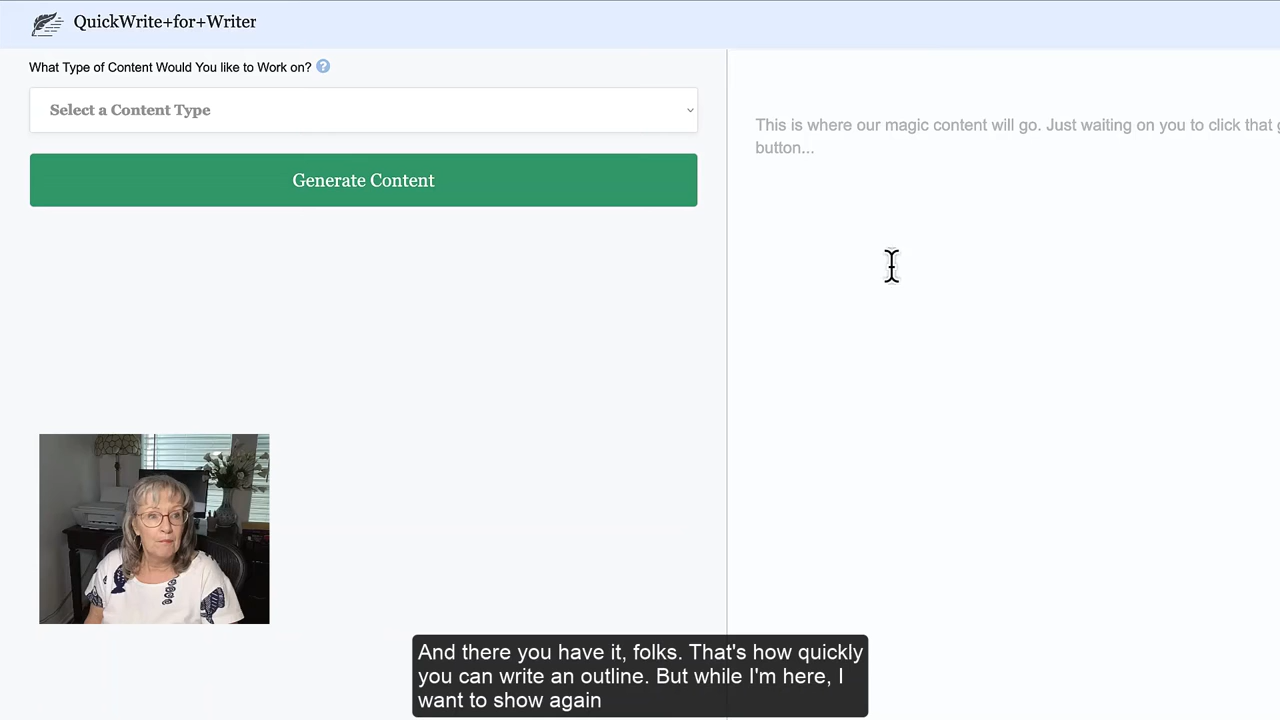 QuickWrite+for+Writer
What Type of Content Would You like to Work on? ?
Select a Content Type
Generate Content
This is where our magic content will go. Just waiting on you to click that
button...
And there you have it, folks. That's how quickly
you can write an outline. But while I'm here, I
want to show again